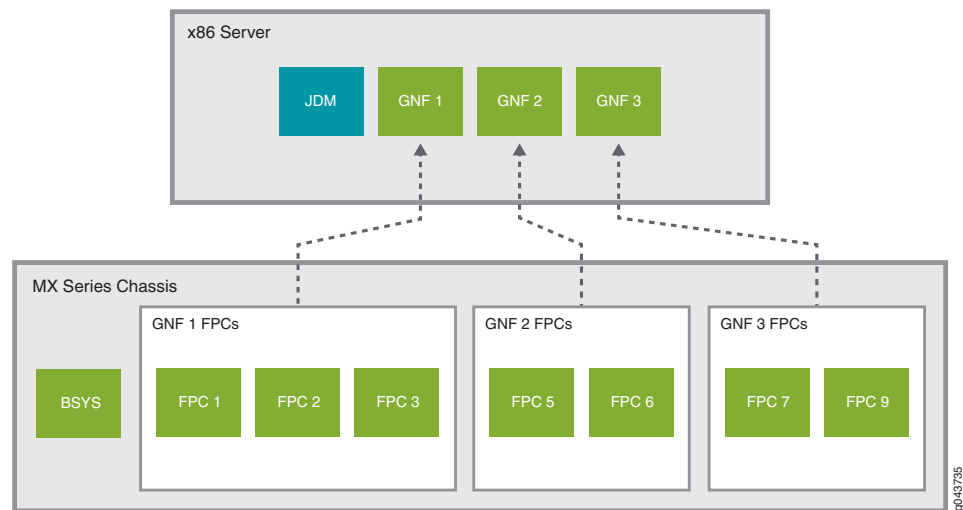 x86 Server
JDM
GNF 1
GNF 2
GNF 3
MX Series Chassis
GNF 1 FPCs
GNF 2 FPCs
GNF 3 FPCs
BSYS
FPC 1
FPC 2
FPC 3
FPC 5
FPC 6
FPC 7
FPC 9
g043735